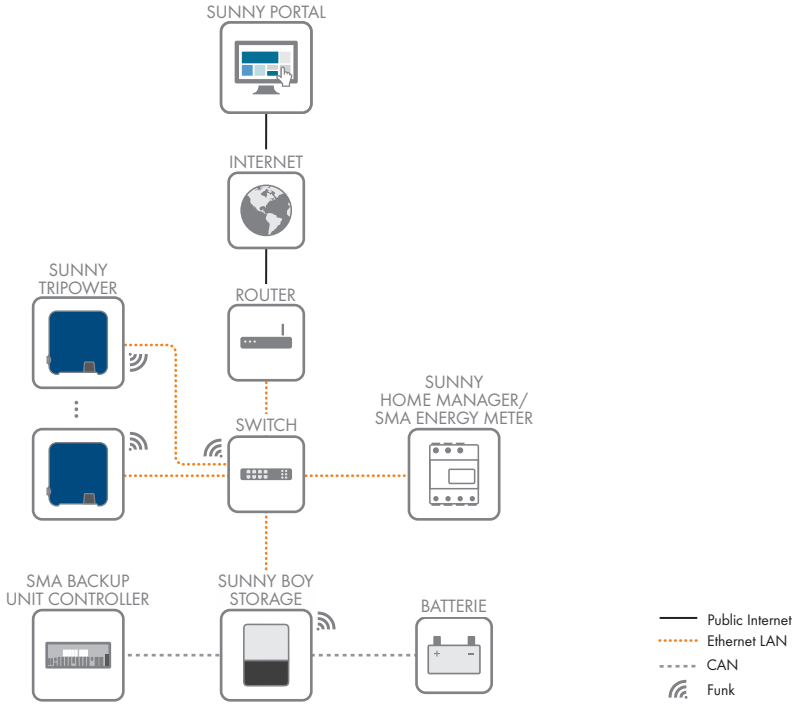 SUNNY PORTAL
INTERNET
SUNNY
TRIPOWER
ROUTER
SUNNY
HOME MANAGER/
SMA ENERGY METER
SWITCH
SMA BACKUP
UNIT CONTROLLER
SUNNY BOY
STORAGE
BATTERIE
Public Internet
Ethernet LAN
CAN
Funk